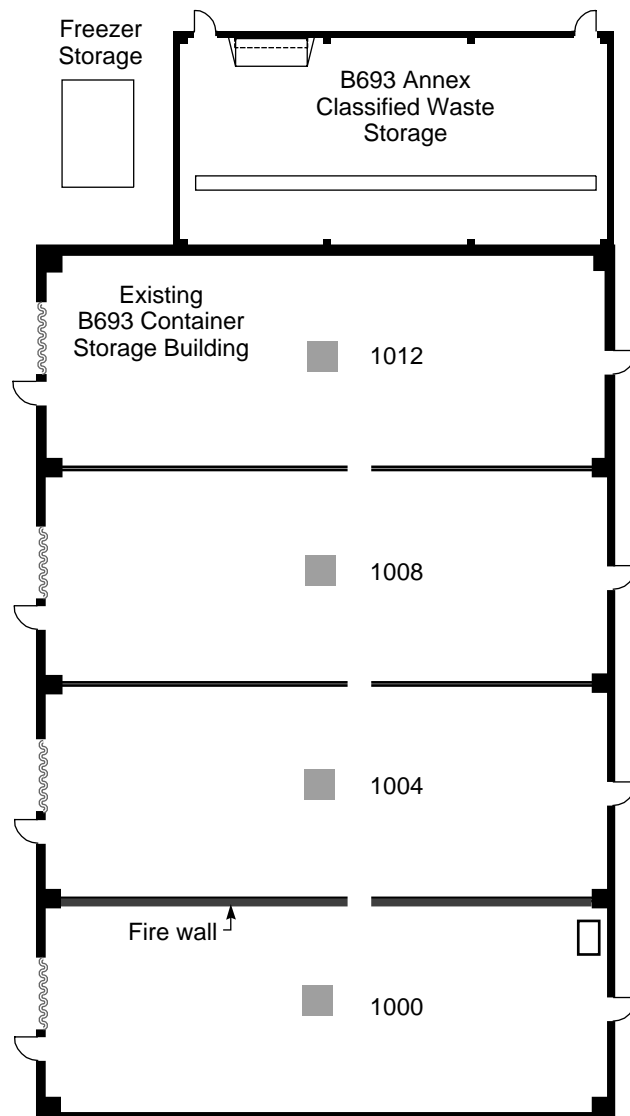 Freezer
Storage
B693 Annex
Classified Waste
Storage
Existing
B693 Container
Storage Building
1012
1008
1004
Fire wall
1000